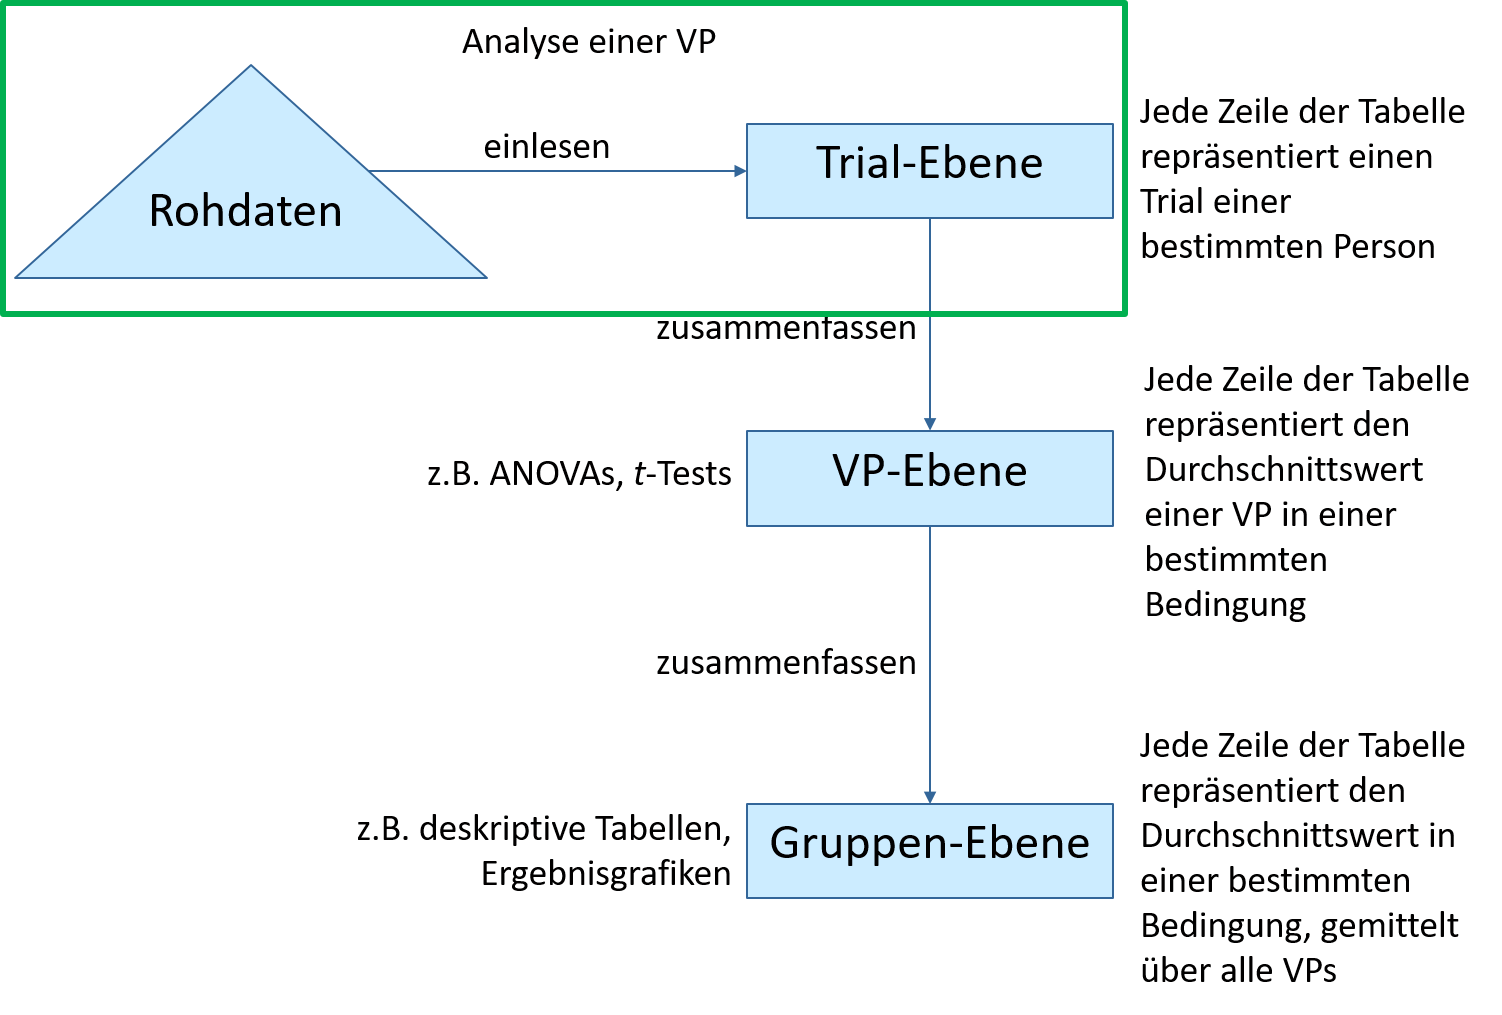 Analyse einer VP
Rohdaten
einlesen
Trial-Ebene
Jede Zeile der Tabelle
repräsentiert einen
Trial einer
bestimmten Person
zusammenfassen
z.B. ANOVAs, t-Tests
VP-Ebene
Jede Zeile der Tabelle
repräsentiert den
Durchschnittswert
einer VP in einer
bestimmten
Bedingung
zusammenfassen
z.B. deskriptive Tabellen,
Ergebnisgrafiken
Gruppen-Ebene
Jede Zeile der Tabelle
repräsentiert den
Durchschnittswert in
einer bestimmten
Bedingung, gemittelt
über alle VPs